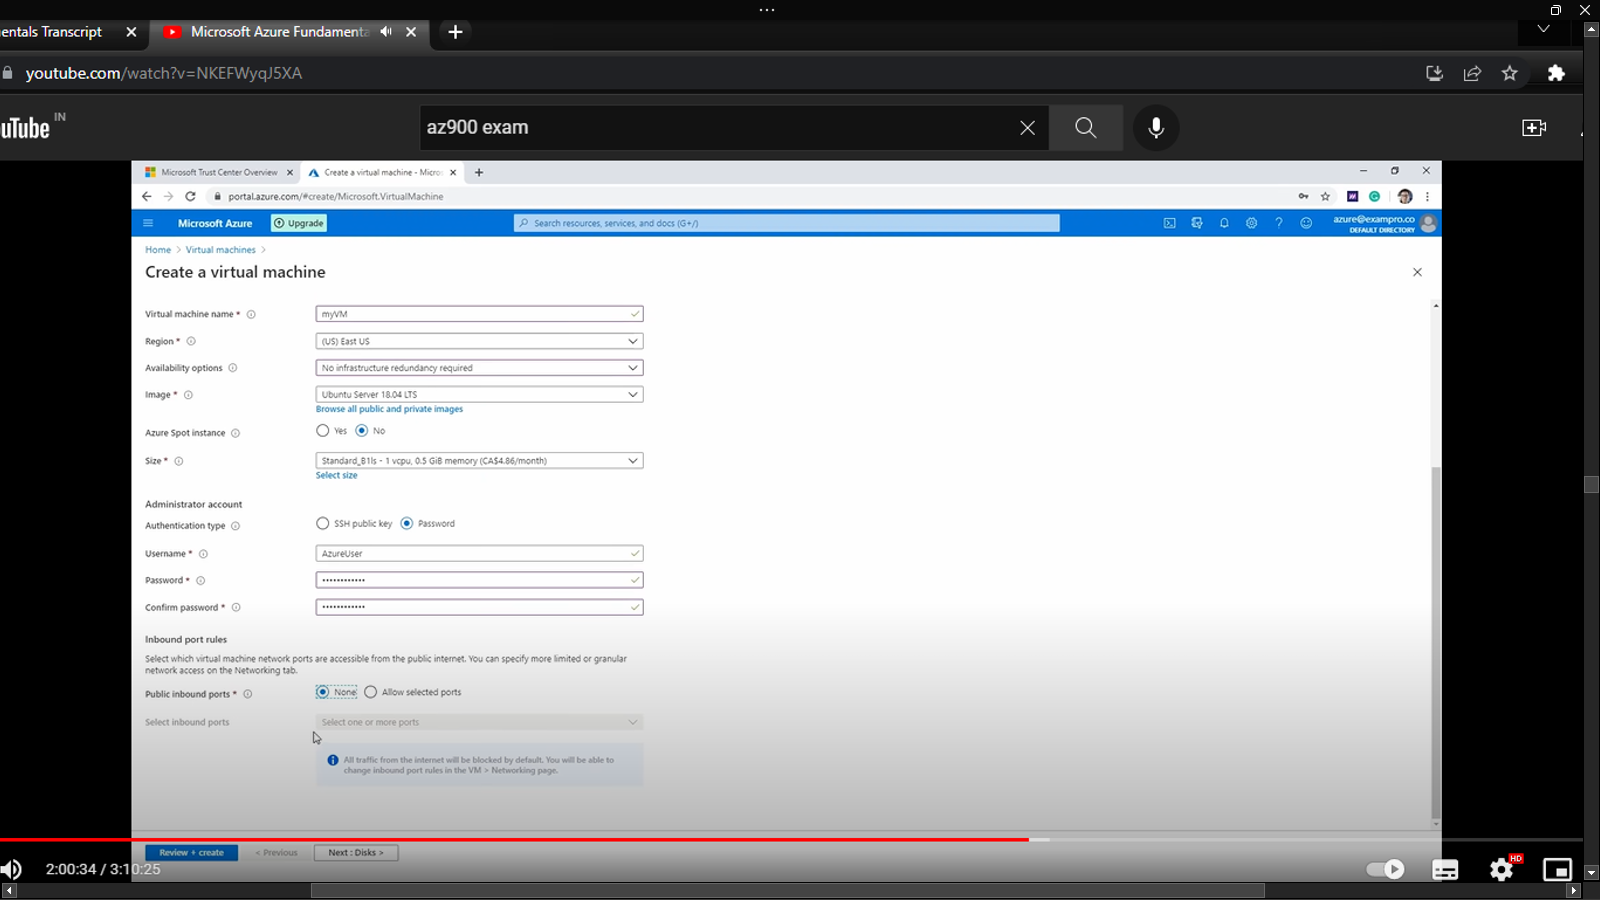 entals Transcript
Microsoft Azure Fundamenta
youtube.com/watch?v=NKEFWyqJ5XA
uTube IN
az900 exam
Microsoft Trust Center Overview
Create a virtual machine - Micros
portal.azure.com/#create/Microsoft.VirtualMachine
Microsoft Azure
Upgrade
Search resources, services, and docs (G+/)
azure@exampro.co
DEFAULT DIRECTORY
Home > Virtual machines >
Create a virtual machine
Virtual machine name * myVM
Region * (US) East US
Availability options No infrastructure redundancy required
Image * Ubuntu Server 18.04 LTS
Browse all public and private images
Azure Spot instance Yes No
Size * Standard_B1ls - 1 vcpu, 0.5 GiB memory (CA$4.86/month)
Select size
Administrator account
Authentication type SSH public key Password
Username * AzureUser
Password * ••••••••••••
Confirm password * ••••••••••••
Inbound port rules
Select which virtual machine network ports are accessible from the public internet. You can specify more limited or granular
network access on the Networking tab.
Public inbound ports * None Allow selected ports
Select inbound ports Select one or more ports
All traffic from the internet will be blocked by default. You will be able to
change inbound port rules in the VM > Networking page.
Review + create < Previous Next : Disks >
2:00:34 / 3:10:25 HD